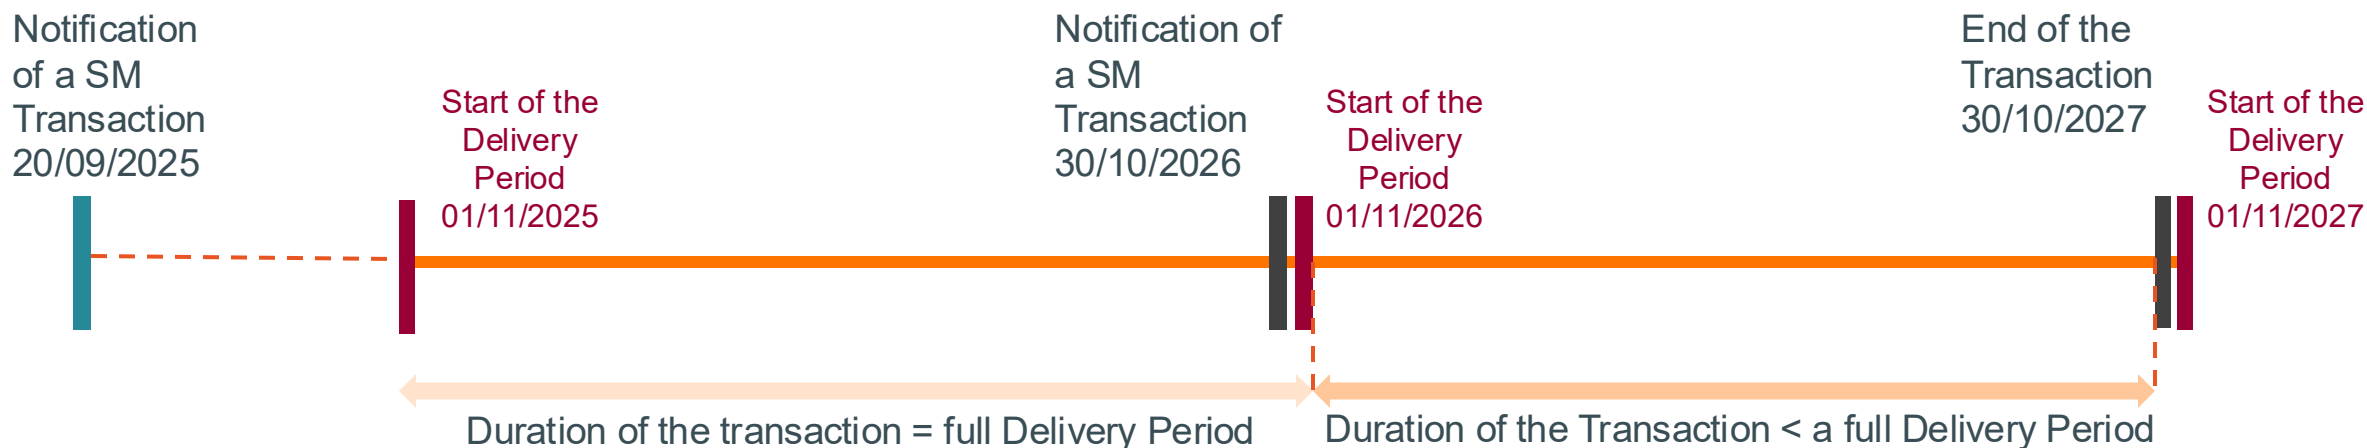 Notification
of a SM
Transaction
20/09/2025
Start of the
Delivery
Period
01/11/2025
Notification of
a SM
Transaction
30/10/2026
Start of the
Delivery
Period
01/11/2026
End of the
Transaction
30/10/2027
Start of the
Delivery
Period
01/11/2027
Duration of the transaction = full Delivery Period
Duration of the Transaction < a full Delivery Period